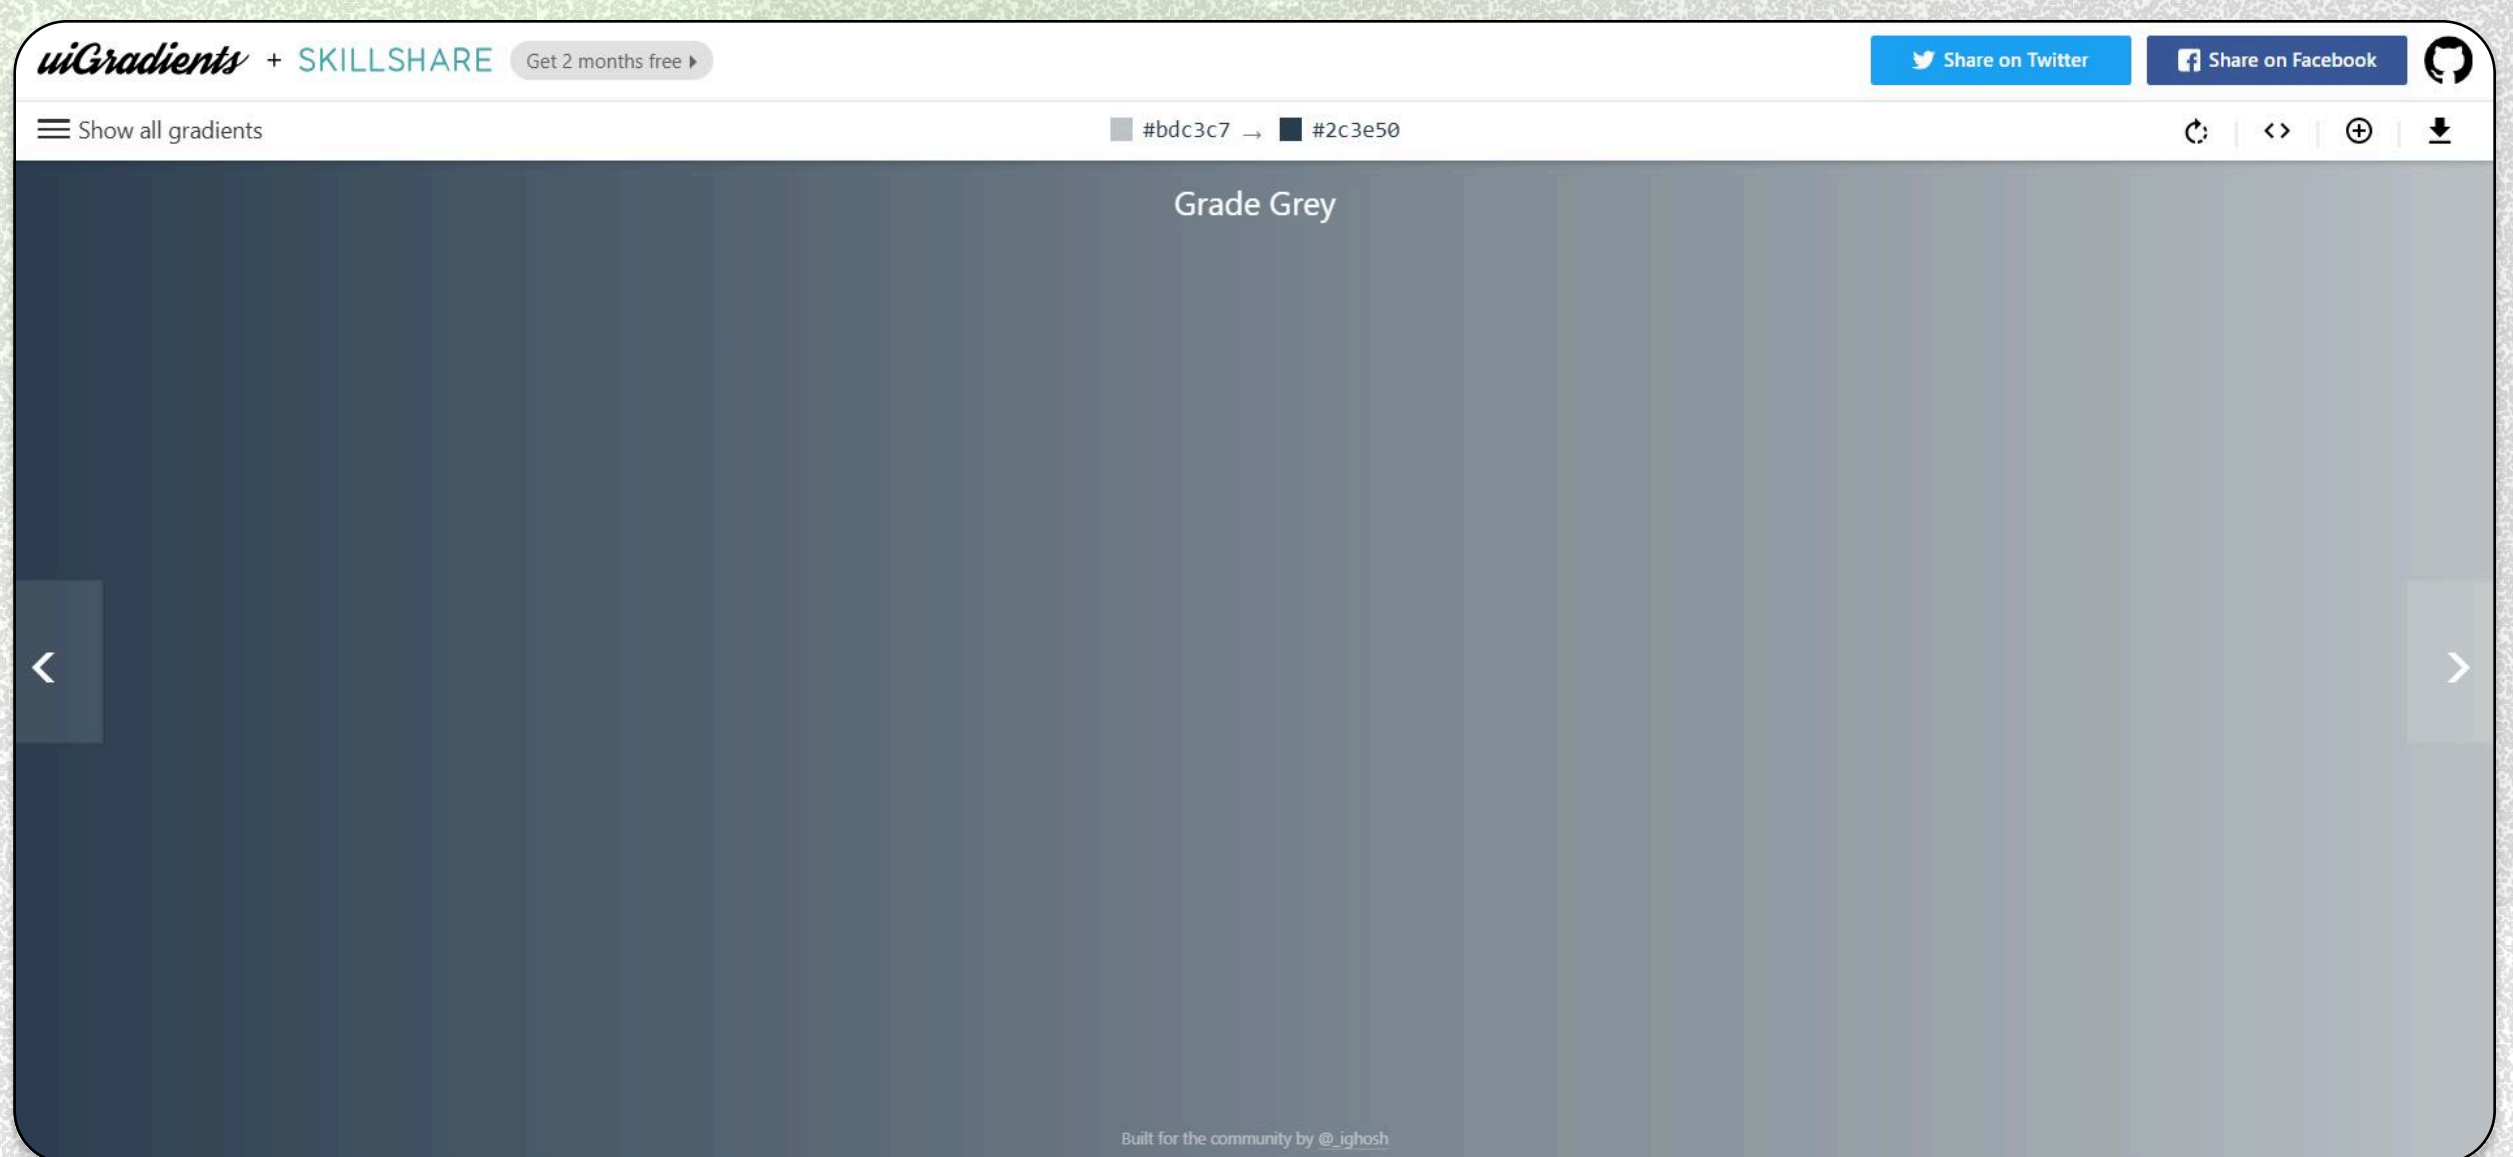 uiGradients + SKILLSHARE Get 2 months free
Share on Twitter
Share on Facebook
Show all gradients
#bdc3c7 → #2c3e50
Grade Grey
Built for the community by @_ighosh